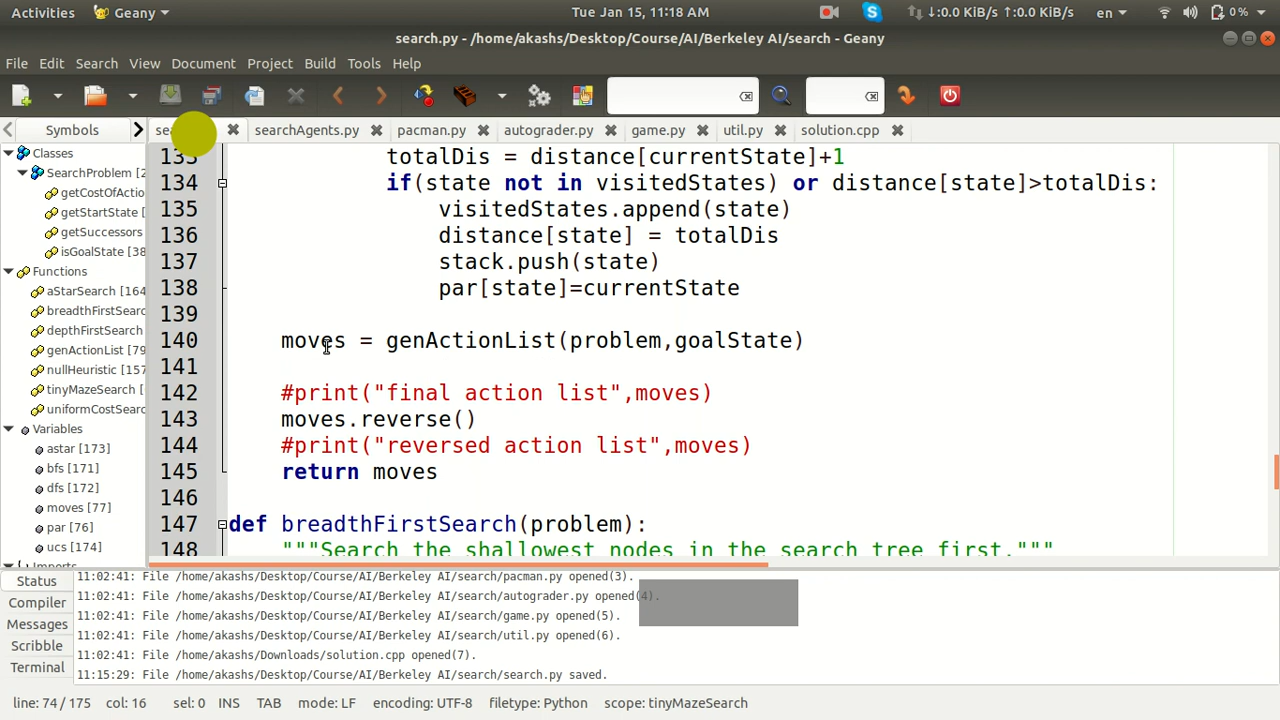 Activities Geany Tue Jan 15, 11:18 AM ↓:0.0 KiB/s ↑:0.0 KiB/s en 0 %
search.py - /home/akashs/Desktop/Course/AI/Berkeley AI/search - Geany
File Edit Search View Document Project Build Tools Help
Symbols searchAgents.py pacman.py autograder.py game.py util.py solution.cpp
Classes
SearchProblem [2
getCostOfActio
getStartState [
getSuccessors
isGoalState [38
Functions
aStarSearch [164
breadthFirstSearc
depthFirstSearch
genActionList [79
nullHeuristic [157
tinyMazeSearch [
uniformCostSearc
Variables
astar [173]
bfs [171]
dfs [172]
moves [77]
par [76]
ucs [174]
Imports
133 totalDis = distance[currentState]+1
134 if(state not in visitedStates) or distance[state]>totalDis:
135 visitedStates.append(state)
136 distance[state] = totalDis
137 stack.push(state)
138 par[state]=currentState
139
140 moves = genActionList(problem,goalState)
141
142 #print("final action list",moves)
143 moves.reverse()
144 #print("reversed action list",moves)
145 return moves
146
147 def breadthFirstSearch(problem):
148 """Search the shallowest nodes in the search tree first."""
Status
Compiler
Messages
Scribble
Terminal
11:02:41: File /home/akashs/Desktop/Course/AI/Berkeley AI/search/pacman.py opened(3).
11:02:41: File /home/akashs/Desktop/Course/AI/Berkeley AI/search/autograder.py opened(4).
11:02:41: File /home/akashs/Desktop/Course/AI/Berkeley AI/search/game.py opened(5).
11:02:41: File /home/akashs/Desktop/Course/AI/Berkeley AI/search/util.py opened(6).
11:02:41: File /home/akashs/Downloads/solution.cpp opened(7).
11:15:29: File /home/akashs/Desktop/Course/AI/Berkeley AI/search/search.py saved.
line: 74 / 175 col: 16 sel: 0 INS TAB mode: LF encoding: UTF-8 filetype: Python scope: tinyMazeSearch